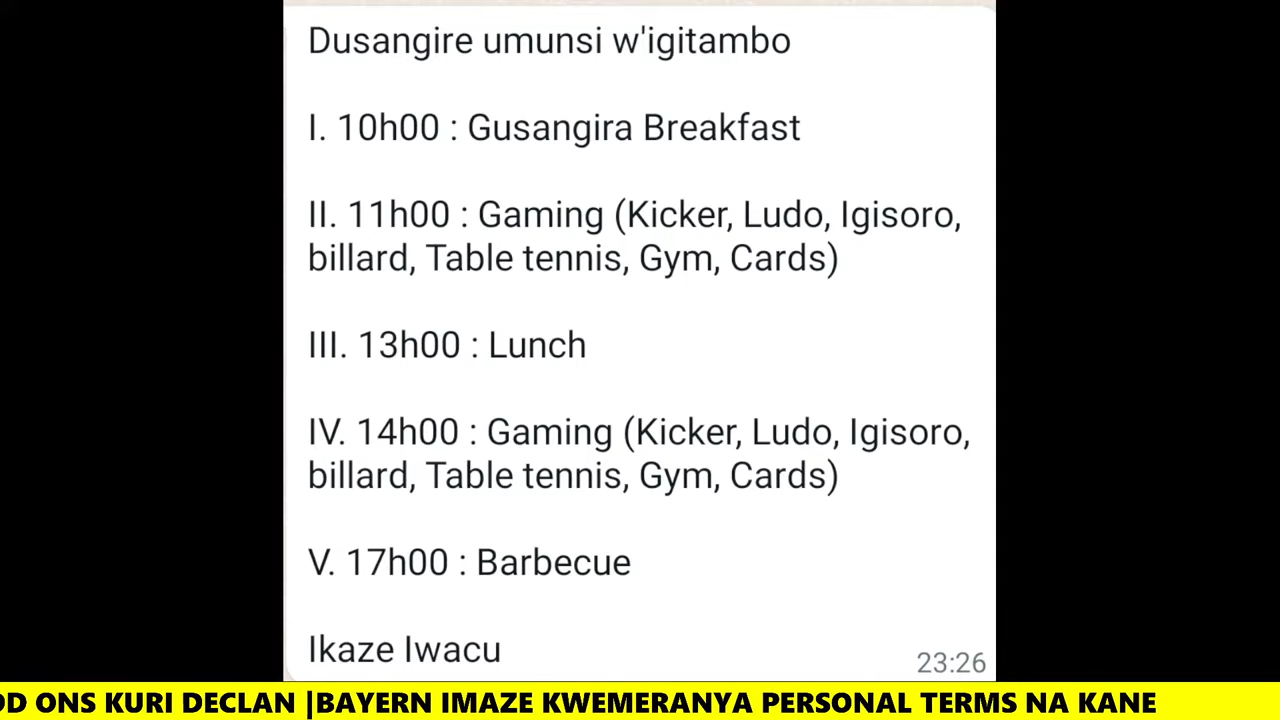 Dusangire umunsi w'igitambo
I. 10h00 : Gusangira Breakfast
II. 11h00 : Gaming (Kicker, Ludo, Igisoro,
billard, Table tennis, Gym, Cards)
III. 13h00 : Lunch
IV. 14h00 : Gaming (Kicker, Ludo, Igisoro,
billard, Table tennis, Gym, Cards)
V. 17h00 : Barbecue
Ikaze Iwacu
23:26
ONS KURI DECLAN |BAYERN IMAZE KWEMERANYA PERSONAL TERMS NA KANE